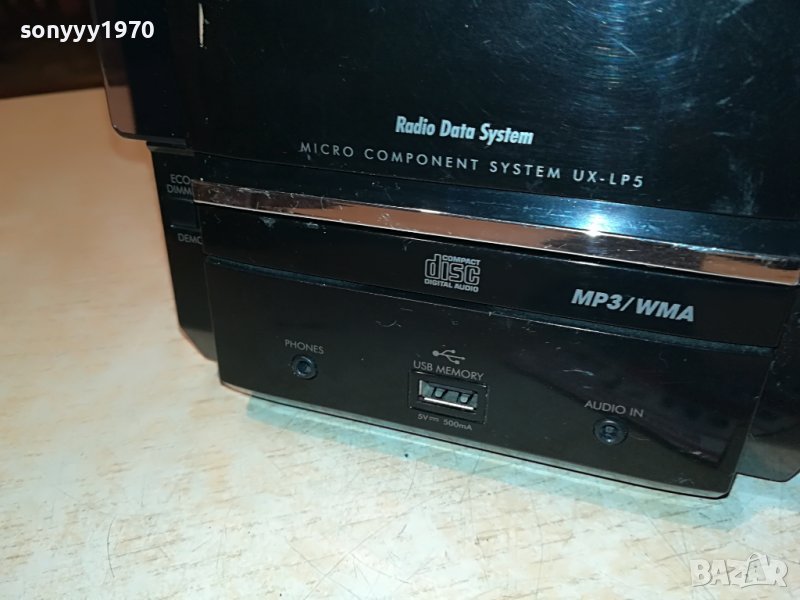 sonyyy1970
Radio Data System
MICRO COMPONENT SYSTEM UX-LP5
ECO
DIMM
DEMO
COMPACT
disc
DIGITAL AUDIO
MP3/WMA
PHONES
USB MEMORY
5V 500mA
AUDIO IN
BAZAR